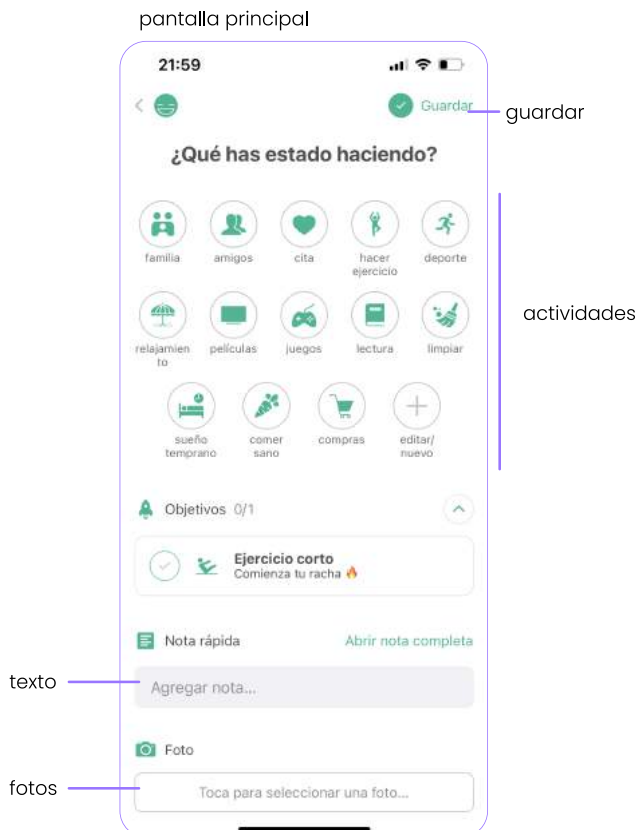 pantalla principal
21:59
Guardar
guardar
¿Qué has estado haciendo?
familia
amigos
cita
hacer
ejercicio
deporte
actividades
relajamien
to
películas
juegos
lectura
limpiar
sueño
temprano
comer
sano
compras
editar/
nuevo
Objetivos 0/1
Ejercicio corto
Comienza tu racha 🔥
Nota rápida
Abrir nota completa
texto
Agregar nota...
Foto
fotos
Toca para seleccionar una foto...